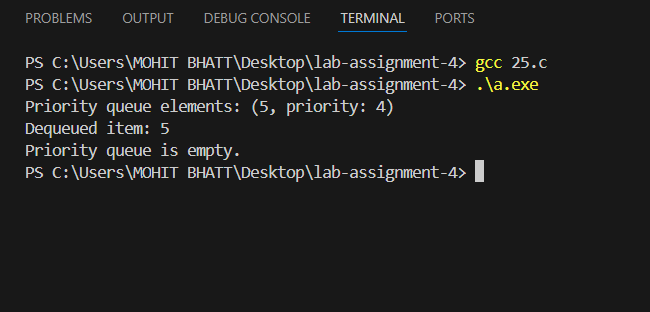 PROBLEMS OUTPUT DEBUG CONSOLE TERMINAL PORTS
PS C:\Users\MOHIT BHATT\Desktop\lab-assignment-4> gcc 25.c
PS C:\Users\MOHIT BHATT\Desktop\lab-assignment-4> .\a.exe
Priority queue elements: (5, priority: 4)
Dequeued item: 5
Priority queue is empty.
PS C:\Users\MOHIT BHATT\Desktop\lab-assignment-4>